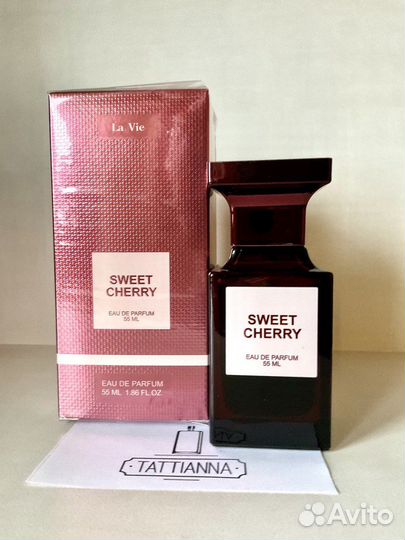 La Vie
SWEET
CHERRY
EAU DE PARFUM
55 ML
EAU DE PARFUM
55 ML 1.86 FL.OZ
SWEET
CHERRY
EAU DE PARFUM
55 ML
TATTIANNA
Avito